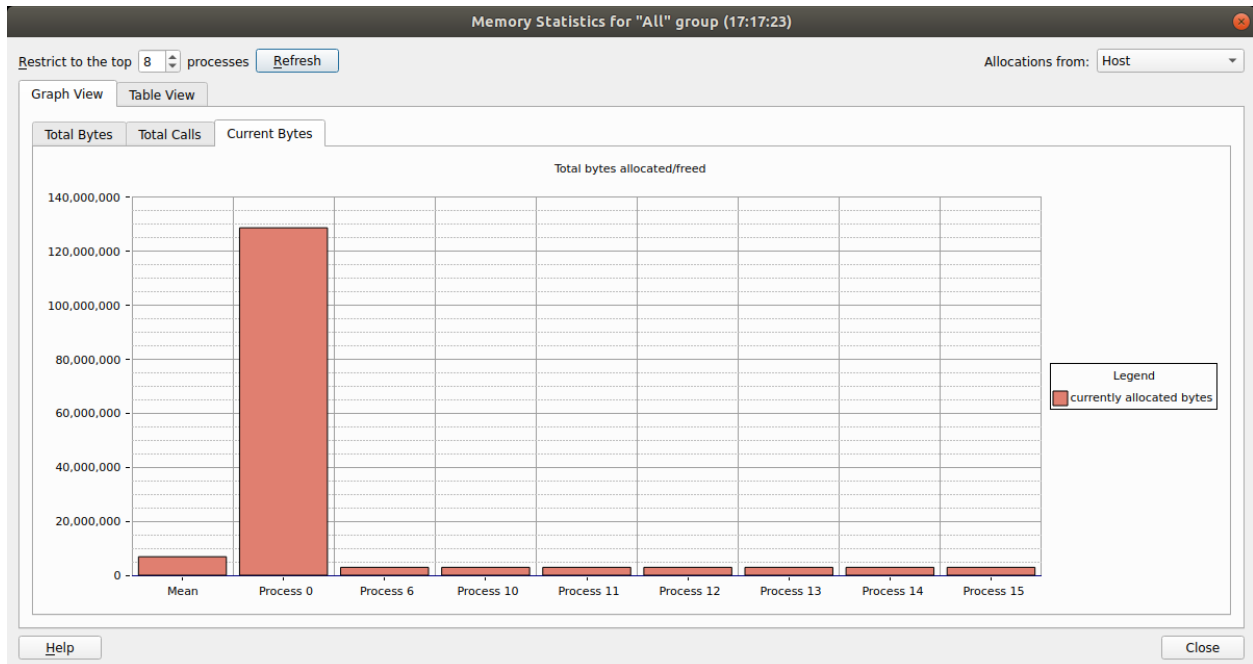 Memory Statistics for "All" group (17:17:23)
Restrict to the top 8 processes Refresh Allocations from: Host
Graph View Table View
Total Bytes Total Calls Current Bytes
Total bytes allocated/freed
140,000,000
120,000,000
100,000,000
80,000,000
60,000,000
40,000,000
20,000,000
0
Legend
currently allocated bytes
Mean Process 0 Process 6 Process 10 Process 11 Process 12 Process 13 Process 14 Process 15
Help Close